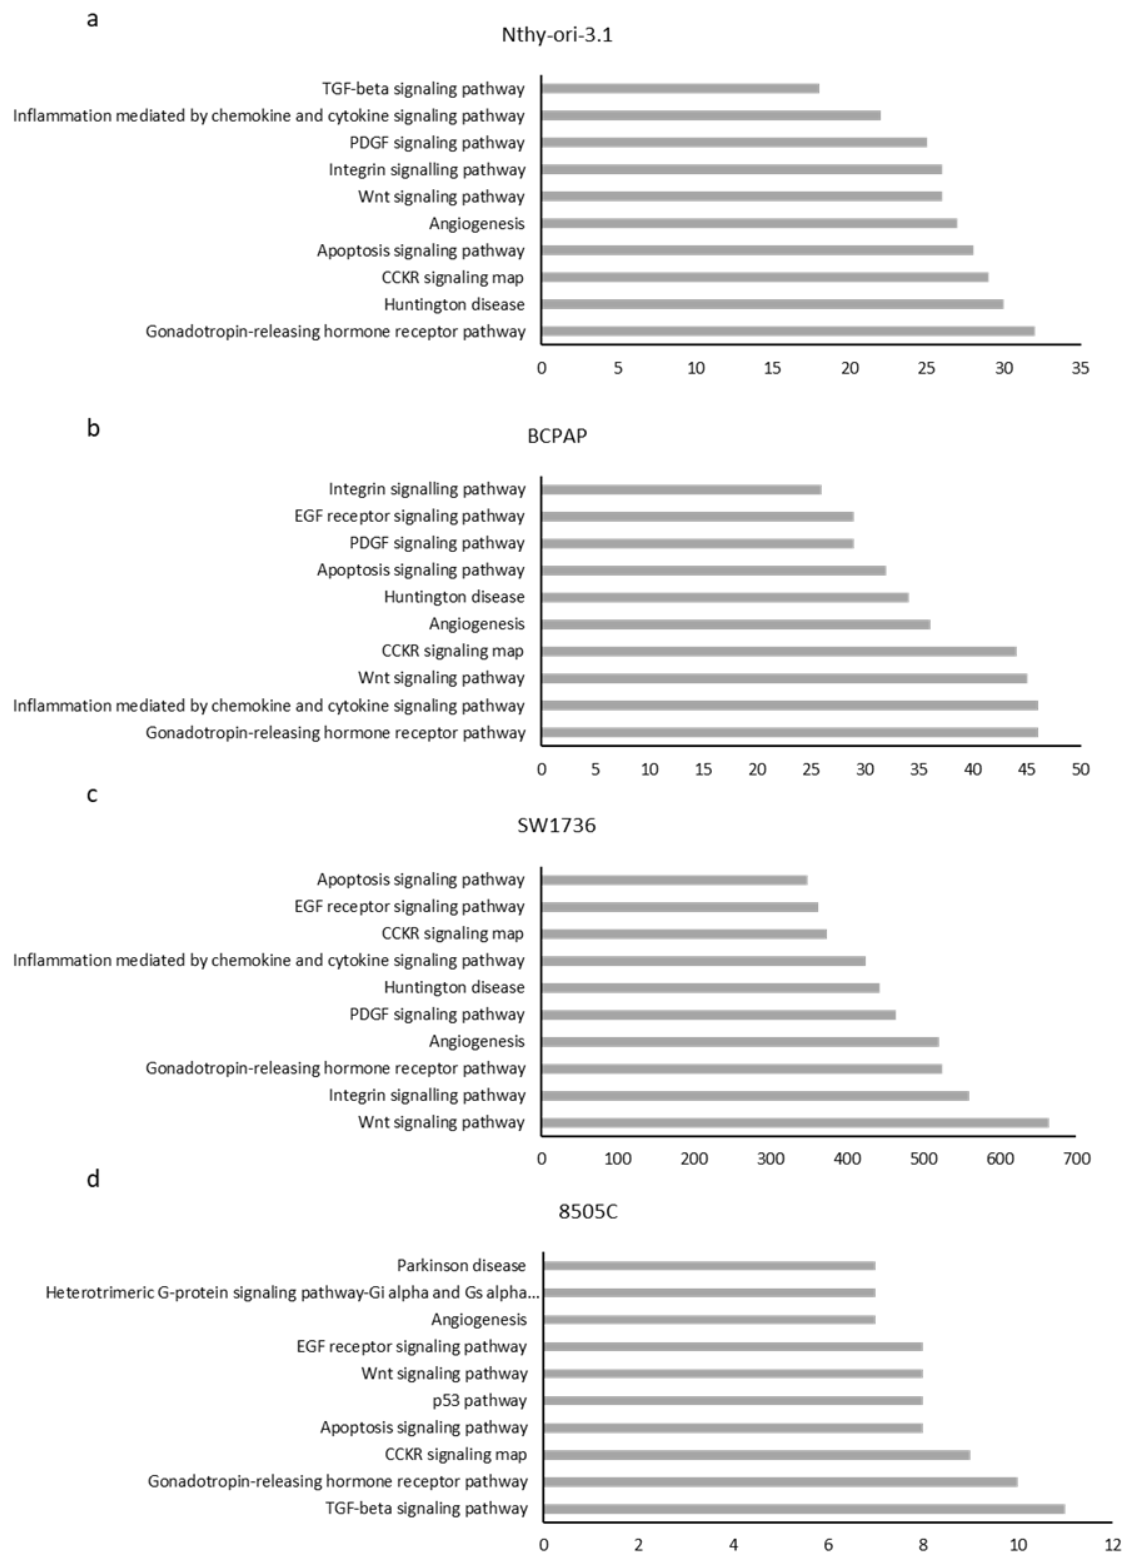 a
Nthy-ori-3.1
TGF-beta signaling pathway
Inflammation mediated by chemokine and cytokine signaling pathway
PDGF signaling pathway
Integrin signalling pathway
Wnt signaling pathway
Angiogenesis
Apoptosis signaling pathway
CCKR signaling map
Huntington disease
Gonadotropin-releasing hormone receptor pathway
0 5 10 15 20 25 30 35
b
BCPAP
Integrin signalling pathway
EGF receptor signaling pathway
PDGF signaling pathway
Apoptosis signaling pathway
Huntington disease
Angiogenesis
CCKR signaling map
Wnt signaling pathway
Inflammation mediated by chemokine and cytokine signaling pathway
Gonadotropin-releasing hormone receptor pathway
0 5 10 15 20 25 30 35 40 45 50
c
SW1736
Apoptosis signaling pathway
EGF receptor signaling pathway
CCKR signaling map
Inflammation mediated by chemokine and cytokine signaling pathway
Huntington disease
PDGF signaling pathway
Angiogenesis
Gonadotropin-releasing hormone receptor pathway
Integrin signalling pathway
Wnt signaling pathway
0 100 200 300 400 500 600 700
d
8505C
Parkinson disease
Heterotrimeric G-protein signaling pathway-Gi alpha and Gs alpha...
Angiogenesis
EGF receptor signaling pathway
Wnt signaling pathway
p53 pathway
Apoptosis signaling pathway
CCKR signaling map
Gonadotropin-releasing hormone receptor pathway
TGF-beta signaling pathway
0 2 4 6 8 10 12